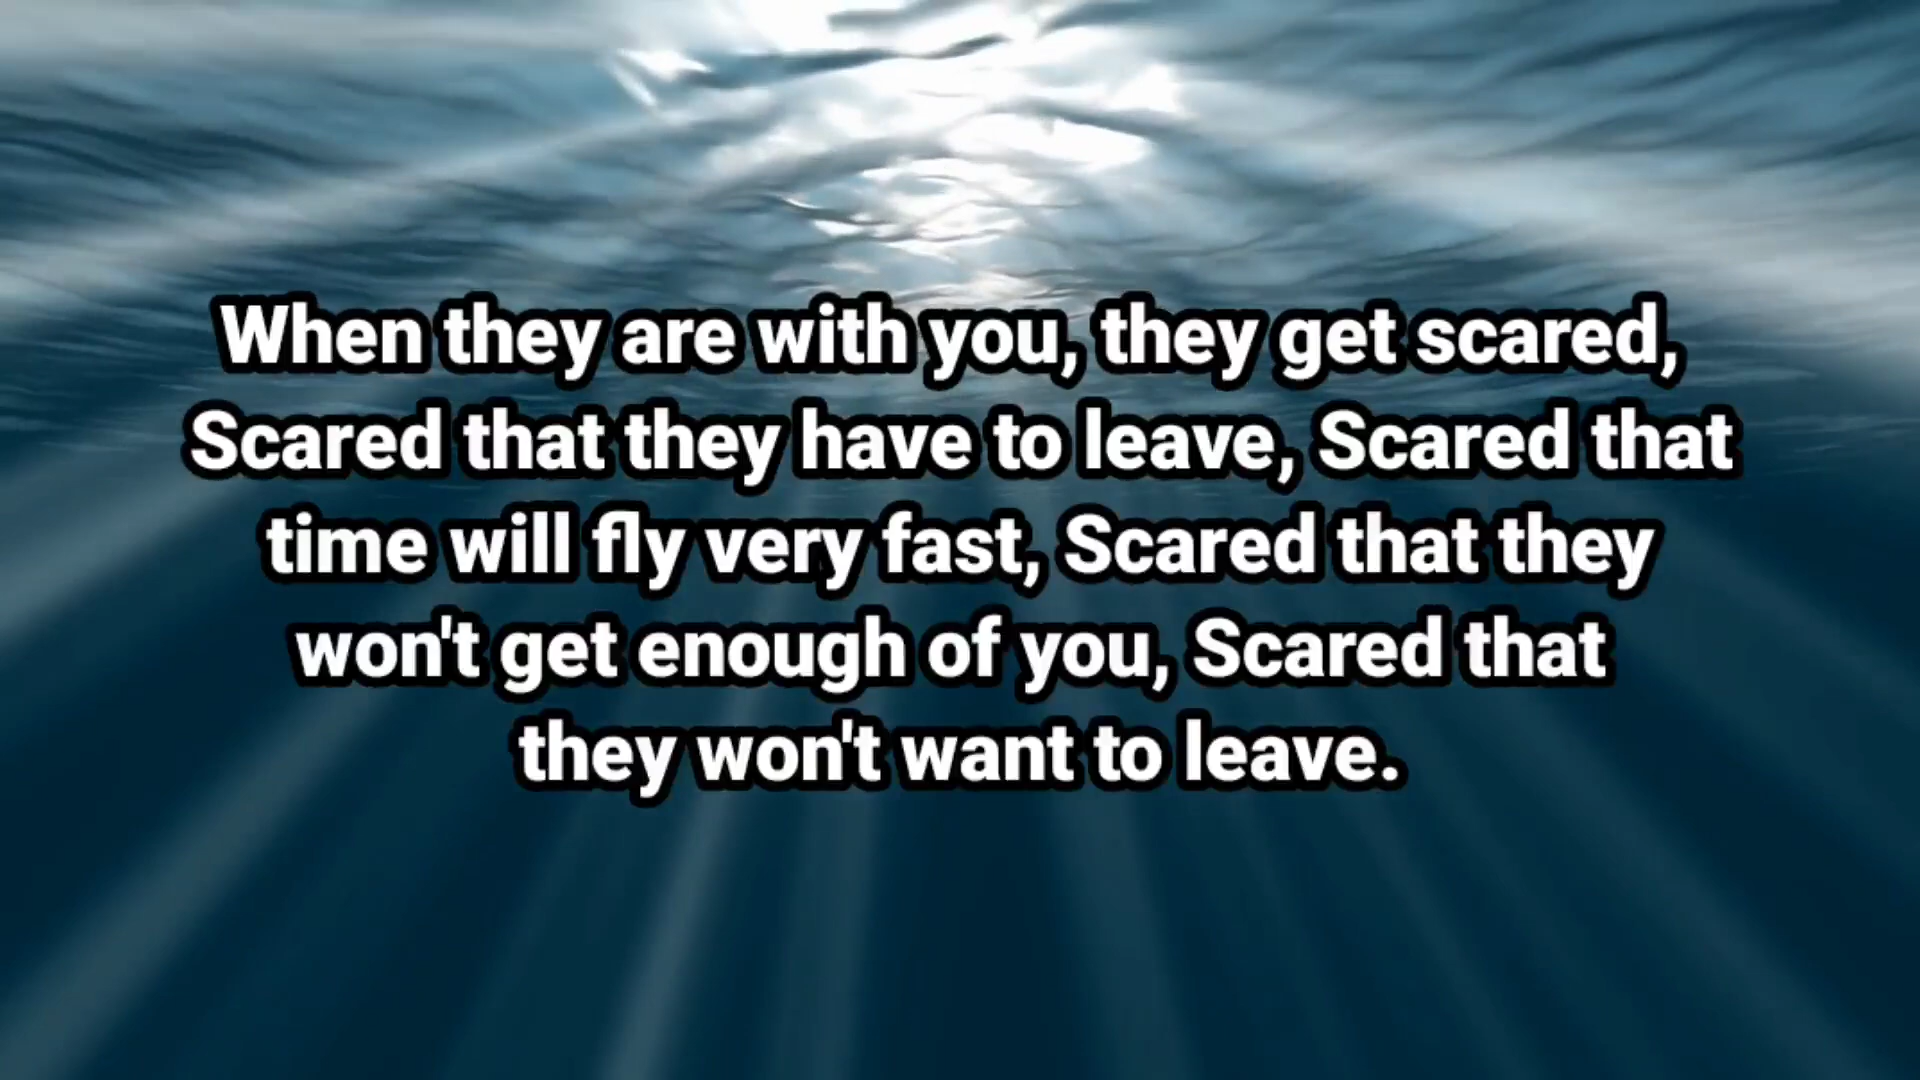 When they are with you, they get scared,
Scared that they have to leave, Scared that
time will fly very fast, Scared that they
won't get enough of you, Scared that
they won't want to leave.